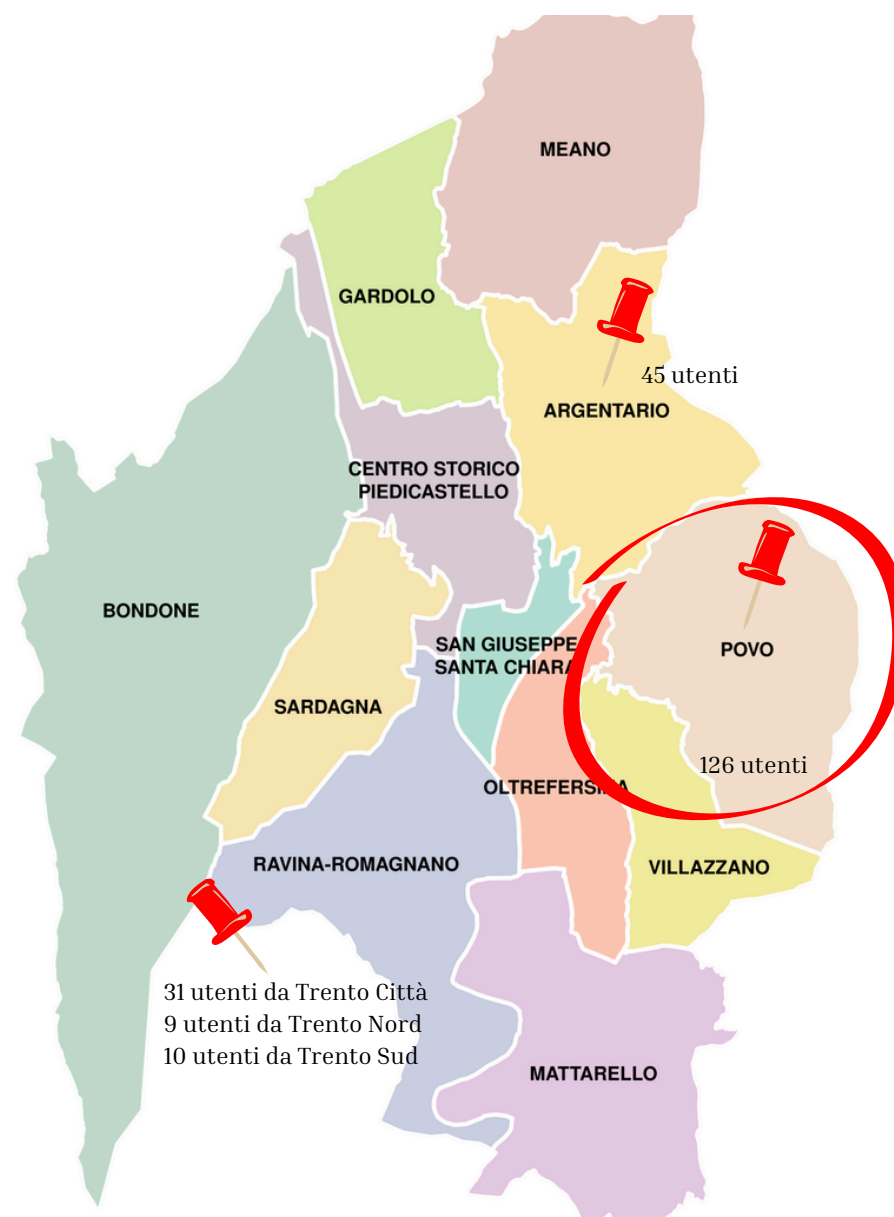 MEANO
GARDOLO
45 utenti
ARGENTARIO
CENTRO STORICO
PIEDICASTELLO
BONDONE
SAN GIUSEPPE
SANTA CHIARA
POVO
SARDAGNA
126 utenti
OLTREFERSINA
RAVINA-ROMAGNANO
VILLAZZANO
31 utenti da Trento Città
9 utenti da Trento Nord
10 utenti da Trento Sud
MATTARELLO